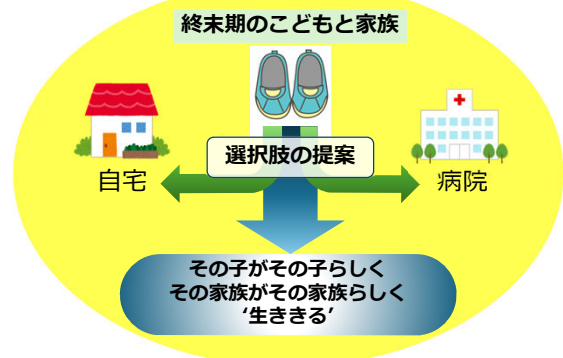 終末期のこどもと家族
選択肢の提案
自宅
病院
その子がその子らしく
その家族がその家族らしく
‘生ききる’